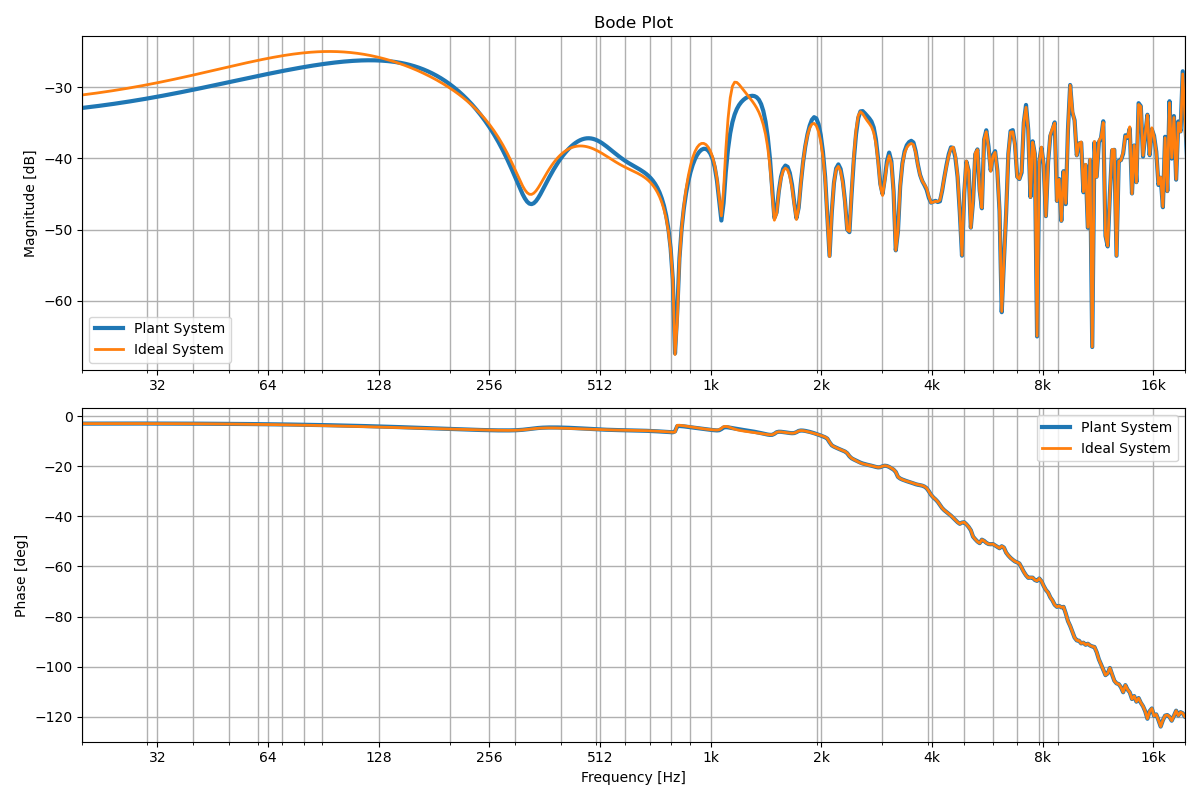 Bode Plot
Magnitude [dB]
−30
−40
−50
−60
Plant System
Ideal System
32
64
128
256
512
1k
2k
4k
8k
16k
Phase [deg]
0
−20
−40
−60
−80
−100
−120
Plant System
Ideal System
32
64
128
256
512
1k
2k
4k
8k
16k
Frequency [Hz]